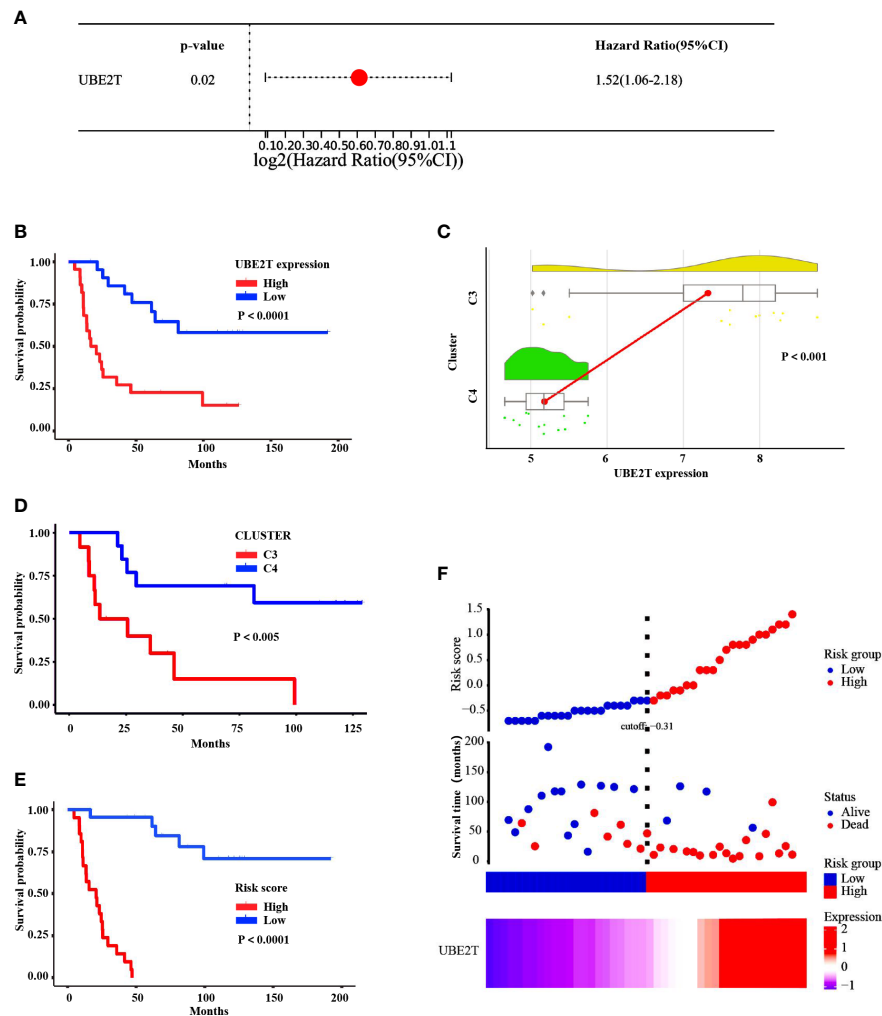 A
p-value
Hazard Ratio(95%CI)
UBE2T
0.02
1.52(1.06-2.18)
0.10.20.30.40.50.60.70.80.91.01.1
log2(Hazard Ratio(95%CI))
B
UBE2T expression
High
Low
P < 0.0001
1.00
0.75
0.50
0.25
0.00
Survival probability
0
50
100
150
200
Months
C
C3
C4
Cluster
P < 0.001
5
6
7
8
UBE2T expression
D
CLUSTER
C3
C4
P < 0.005
1.00
0.75
0.50
0.25
0.00
Survival probability
0
25
50
75
100
125
Months
E
Risk score
High
Low
P < 0.0001
1.00
0.75
0.50
0.25
0.00
Survival probability
0
50
100
150
200
Months
F
1.5
1.0
0.5
0.0
−0.5
Risk score
cutoff:−0.31
Risk group
Low
High
200
150
100
50
0
Survival time (months)
Status
Alive
Dead
Risk group
Low
High
UBE2T
Expression
2
1
0
−1